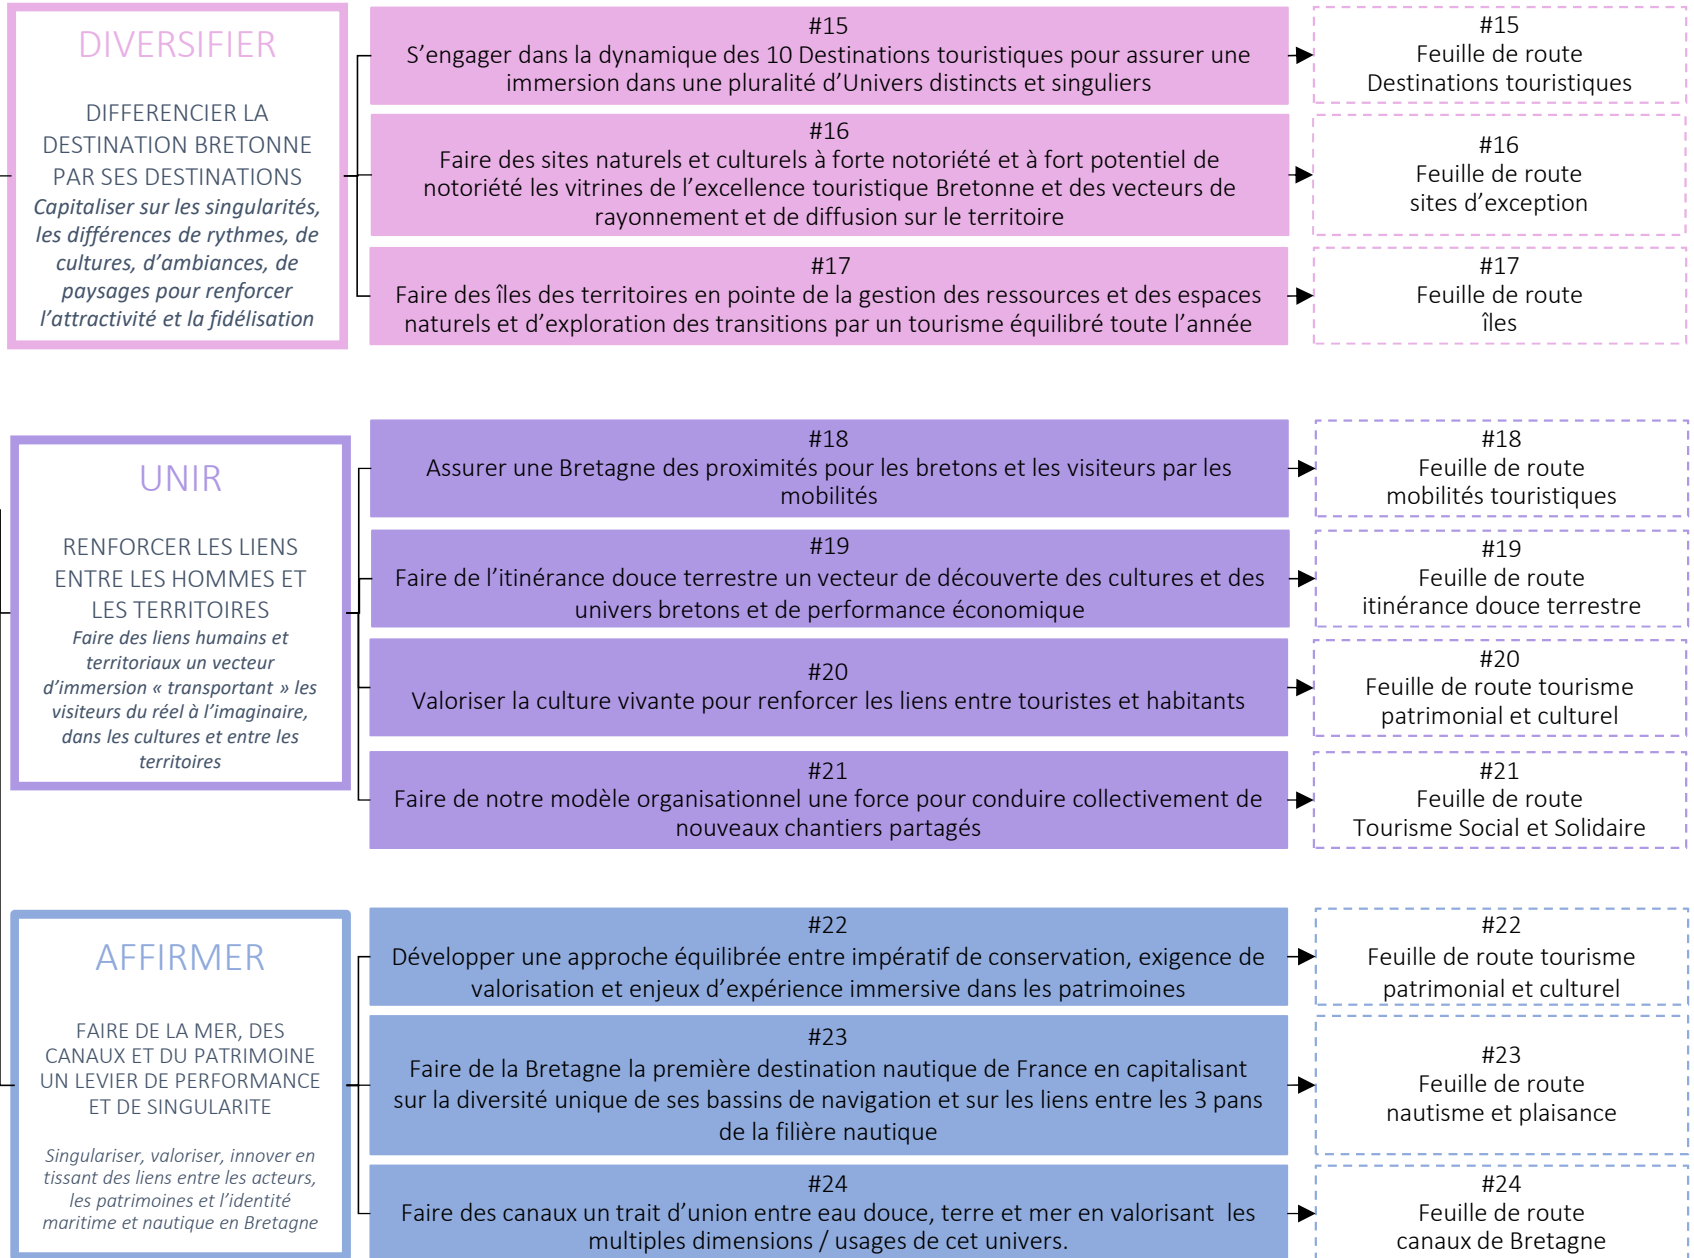 DIVERSIFIER
DIFFERENCIER LA
DESTINATION BRETONNE
PAR SES DESTINATIONS
Capitaliser sur les singularités,
les différences de rythmes, de
cultures, d’ambiances, de
paysages pour renforcer
l’attractivité et la fidélisation
#15
S’engager dans la dynamique des 10 Destinations touristiques pour assurer une
immersion dans une pluralité d’Univers distincts et singuliers
#15
Feuille de route
Destinations touristiques
#16
Faire des sites naturels et culturels à forte notoriété et à fort potentiel de
notoriété les vitrines de l’excellence touristique Bretonne et des vecteurs de
rayonnement et de diffusion sur le territoire
#16
Feuille de route
sites d’exception
#17
Faire des îles des territoires en pointe de la gestion des ressources et des espaces
naturels et d’exploration des transitions par un tourisme équilibré toute l’année
#17
Feuille de route
îles
UNIR
RENFORCER LES LIENS
ENTRE LES HOMMES ET
LES TERRITOIRES
Faire des liens humains et
territoriaux un vecteur
d’immersion « transportant » les
visiteurs du réel à l’imaginaire,
dans les cultures et entre les
territoires
#18
Assurer une Bretagne des proximités pour les bretons et les visiteurs par les
mobilités
#18
Feuille de route
mobilités touristiques
#19
Faire de l’itinérance douce terrestre un vecteur de découverte des cultures et des
univers bretons et de performance économique
#19
Feuille de route
itinérance douce terrestre
#20
Valoriser la culture vivante pour renforcer les liens entre touristes et habitants
#20
Feuille de route tourisme
patrimonial et culturel
#21
Faire de notre modèle organisationnel une force pour conduire collectivement de
nouveaux chantiers partagés
#21
Feuille de route
Tourisme Social et Solidaire
AFFIRMER
FAIRE DE LA MER, DES
CANAUX ET DU PATRIMOINE
UN LEVIER DE PERFORMANCE
ET DE SINGULARITE
Singulariser, valoriser, innover en
tissant des liens entre les acteurs,
les patrimoines et l’identité
maritime et nautique en Bretagne
#22
Développer une approche équilibrée entre impératif de conservation, exigence de
valorisation et enjeux d’expérience immersive dans les patrimoines
#22
Feuille de route tourisme
patrimonial et culturel
#23
Faire de la Bretagne la première destination nautique de France en capitalisant
sur la diversité unique de ses bassins de navigation et sur les liens entre les 3 pans
de la filière nautique
#23
Feuille de route
nautisme et plaisance
#24
Faire des canaux un trait d’union entre eau douce, terre et mer en valorisant les
multiples dimensions / usages de cet univers.
#24
Feuille de route
canaux de Bretagne